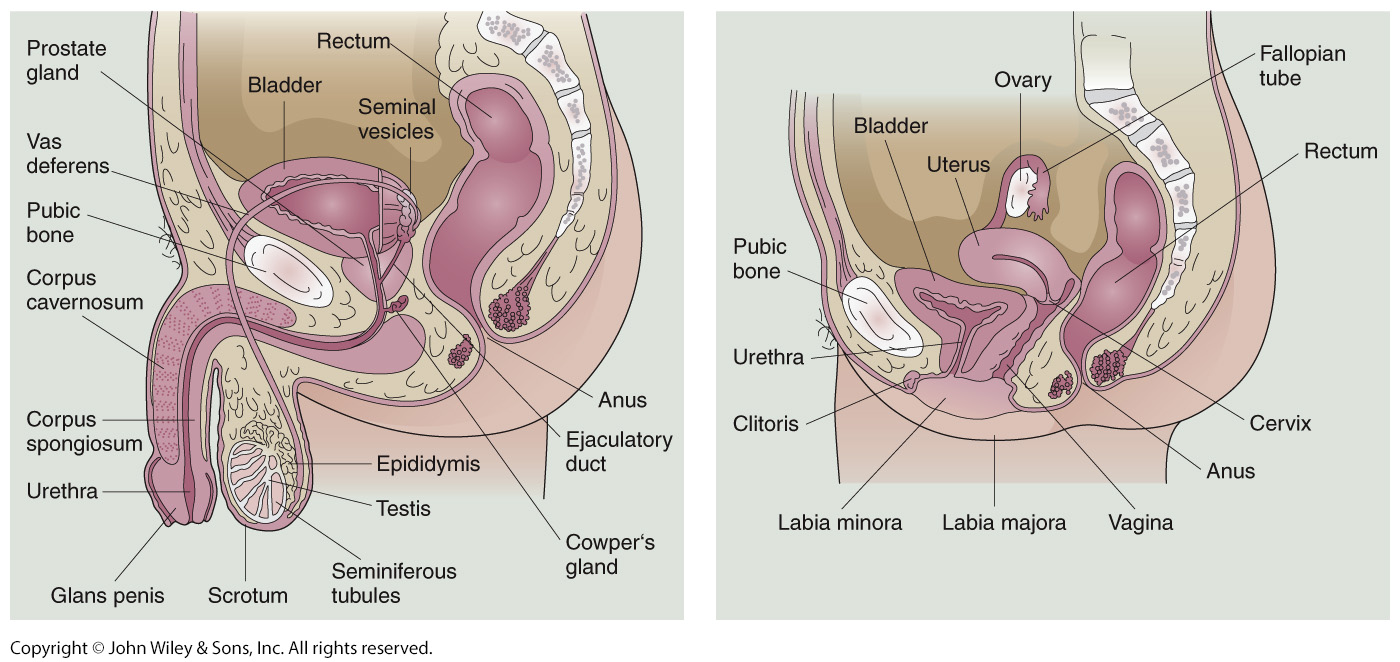 Prostate
gland
Rectum
Bladder
Seminal
vesicles
Vas
deferens
Pubic
bone
Corpus
cavernosum
Corpus
spongiosum
Urethra
Glans penis
Scrotum
Seminiferous
tubules
Testis
Epididymis
Cowper's
gland
Ejaculatory
duct
Anus
Fallopian
tube
Ovary
Bladder
Uterus
Rectum
Pubic
bone
Urethra
Clitoris
Cervix
Anus
Labia minora
Labia majora
Vagina
Copyright © John Wiley & Sons, Inc. All rights reserved.